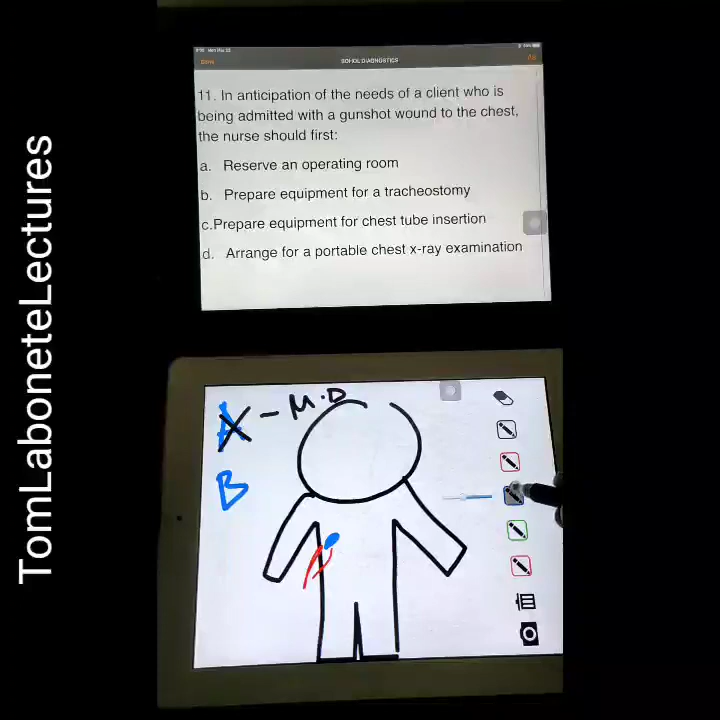 TomLaboneteLectures
SOHOL DIAGNOSTICS
11. In anticipation of the needs of a client who is
being admitted with a gunshot wound to the chest,
the nurse should first:
a. Reserve an operating room
b. Prepare equipment for a tracheostomy
c.Prepare equipment for chest tube insertion
d. Arrange for a portable chest x-ray examination
A - M.D
B